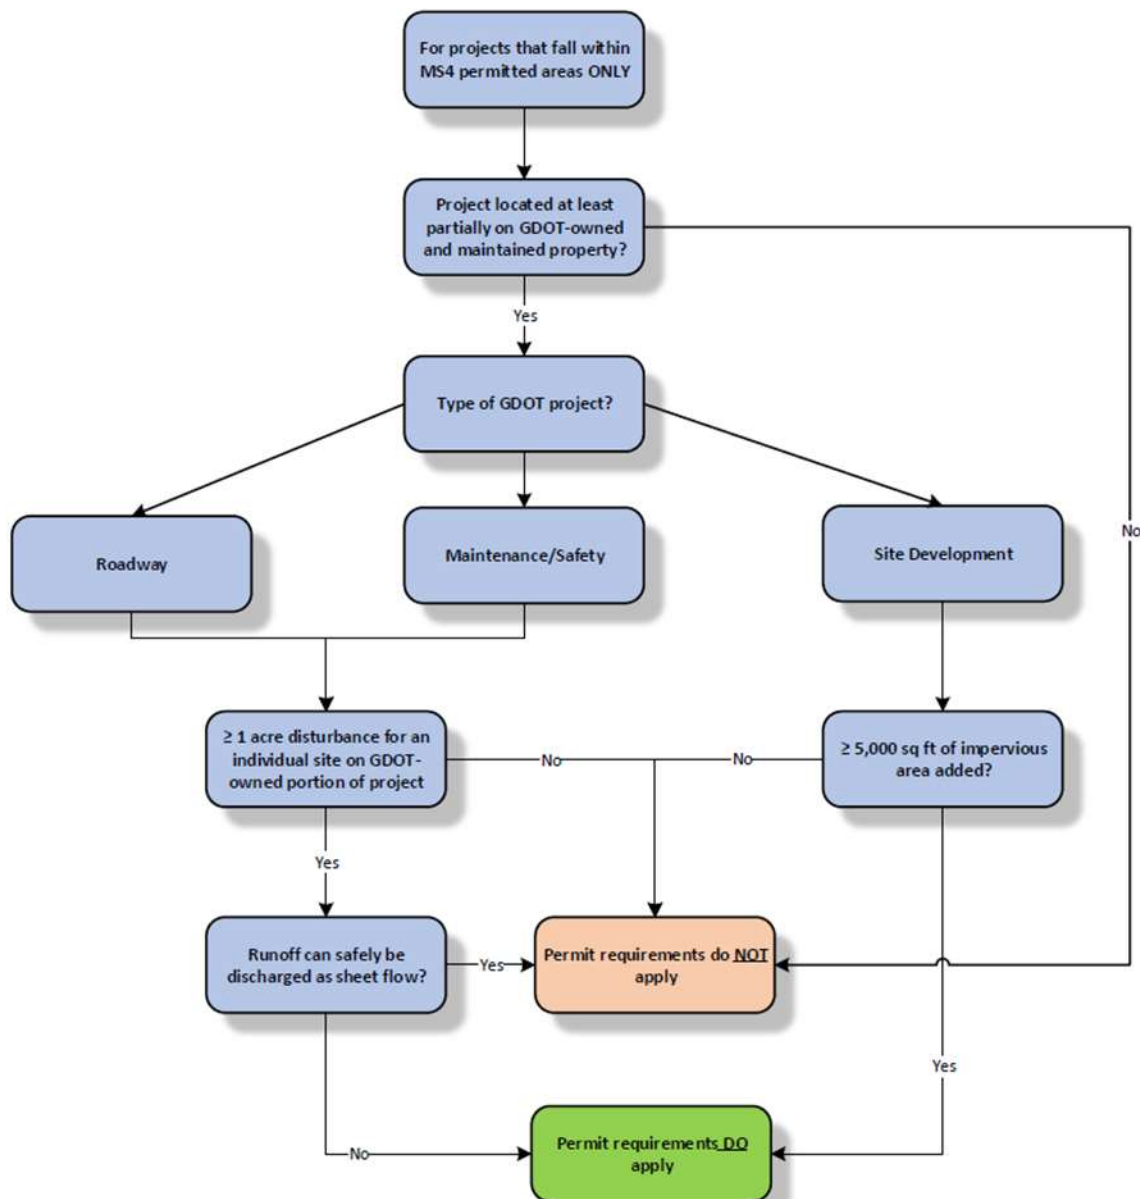 For projects that fall within
MS4 permitted areas ONLY
Project located at least
partially on GDOT-owned
and maintained property?
Yes
Type of GDOT project?
No
Roadway
Maintenance/Safety
Site Development
≥ 1 acre disturbance for an
individual site on GDOT-
owned portion of project
No
No
≥ 5,000 sq ft of impervious
area added?
Yes
Runoff can safely be
discharged as sheet flow?
Yes
Permit requirements do NOT
apply
Yes
No
Permit requirements DO
apply